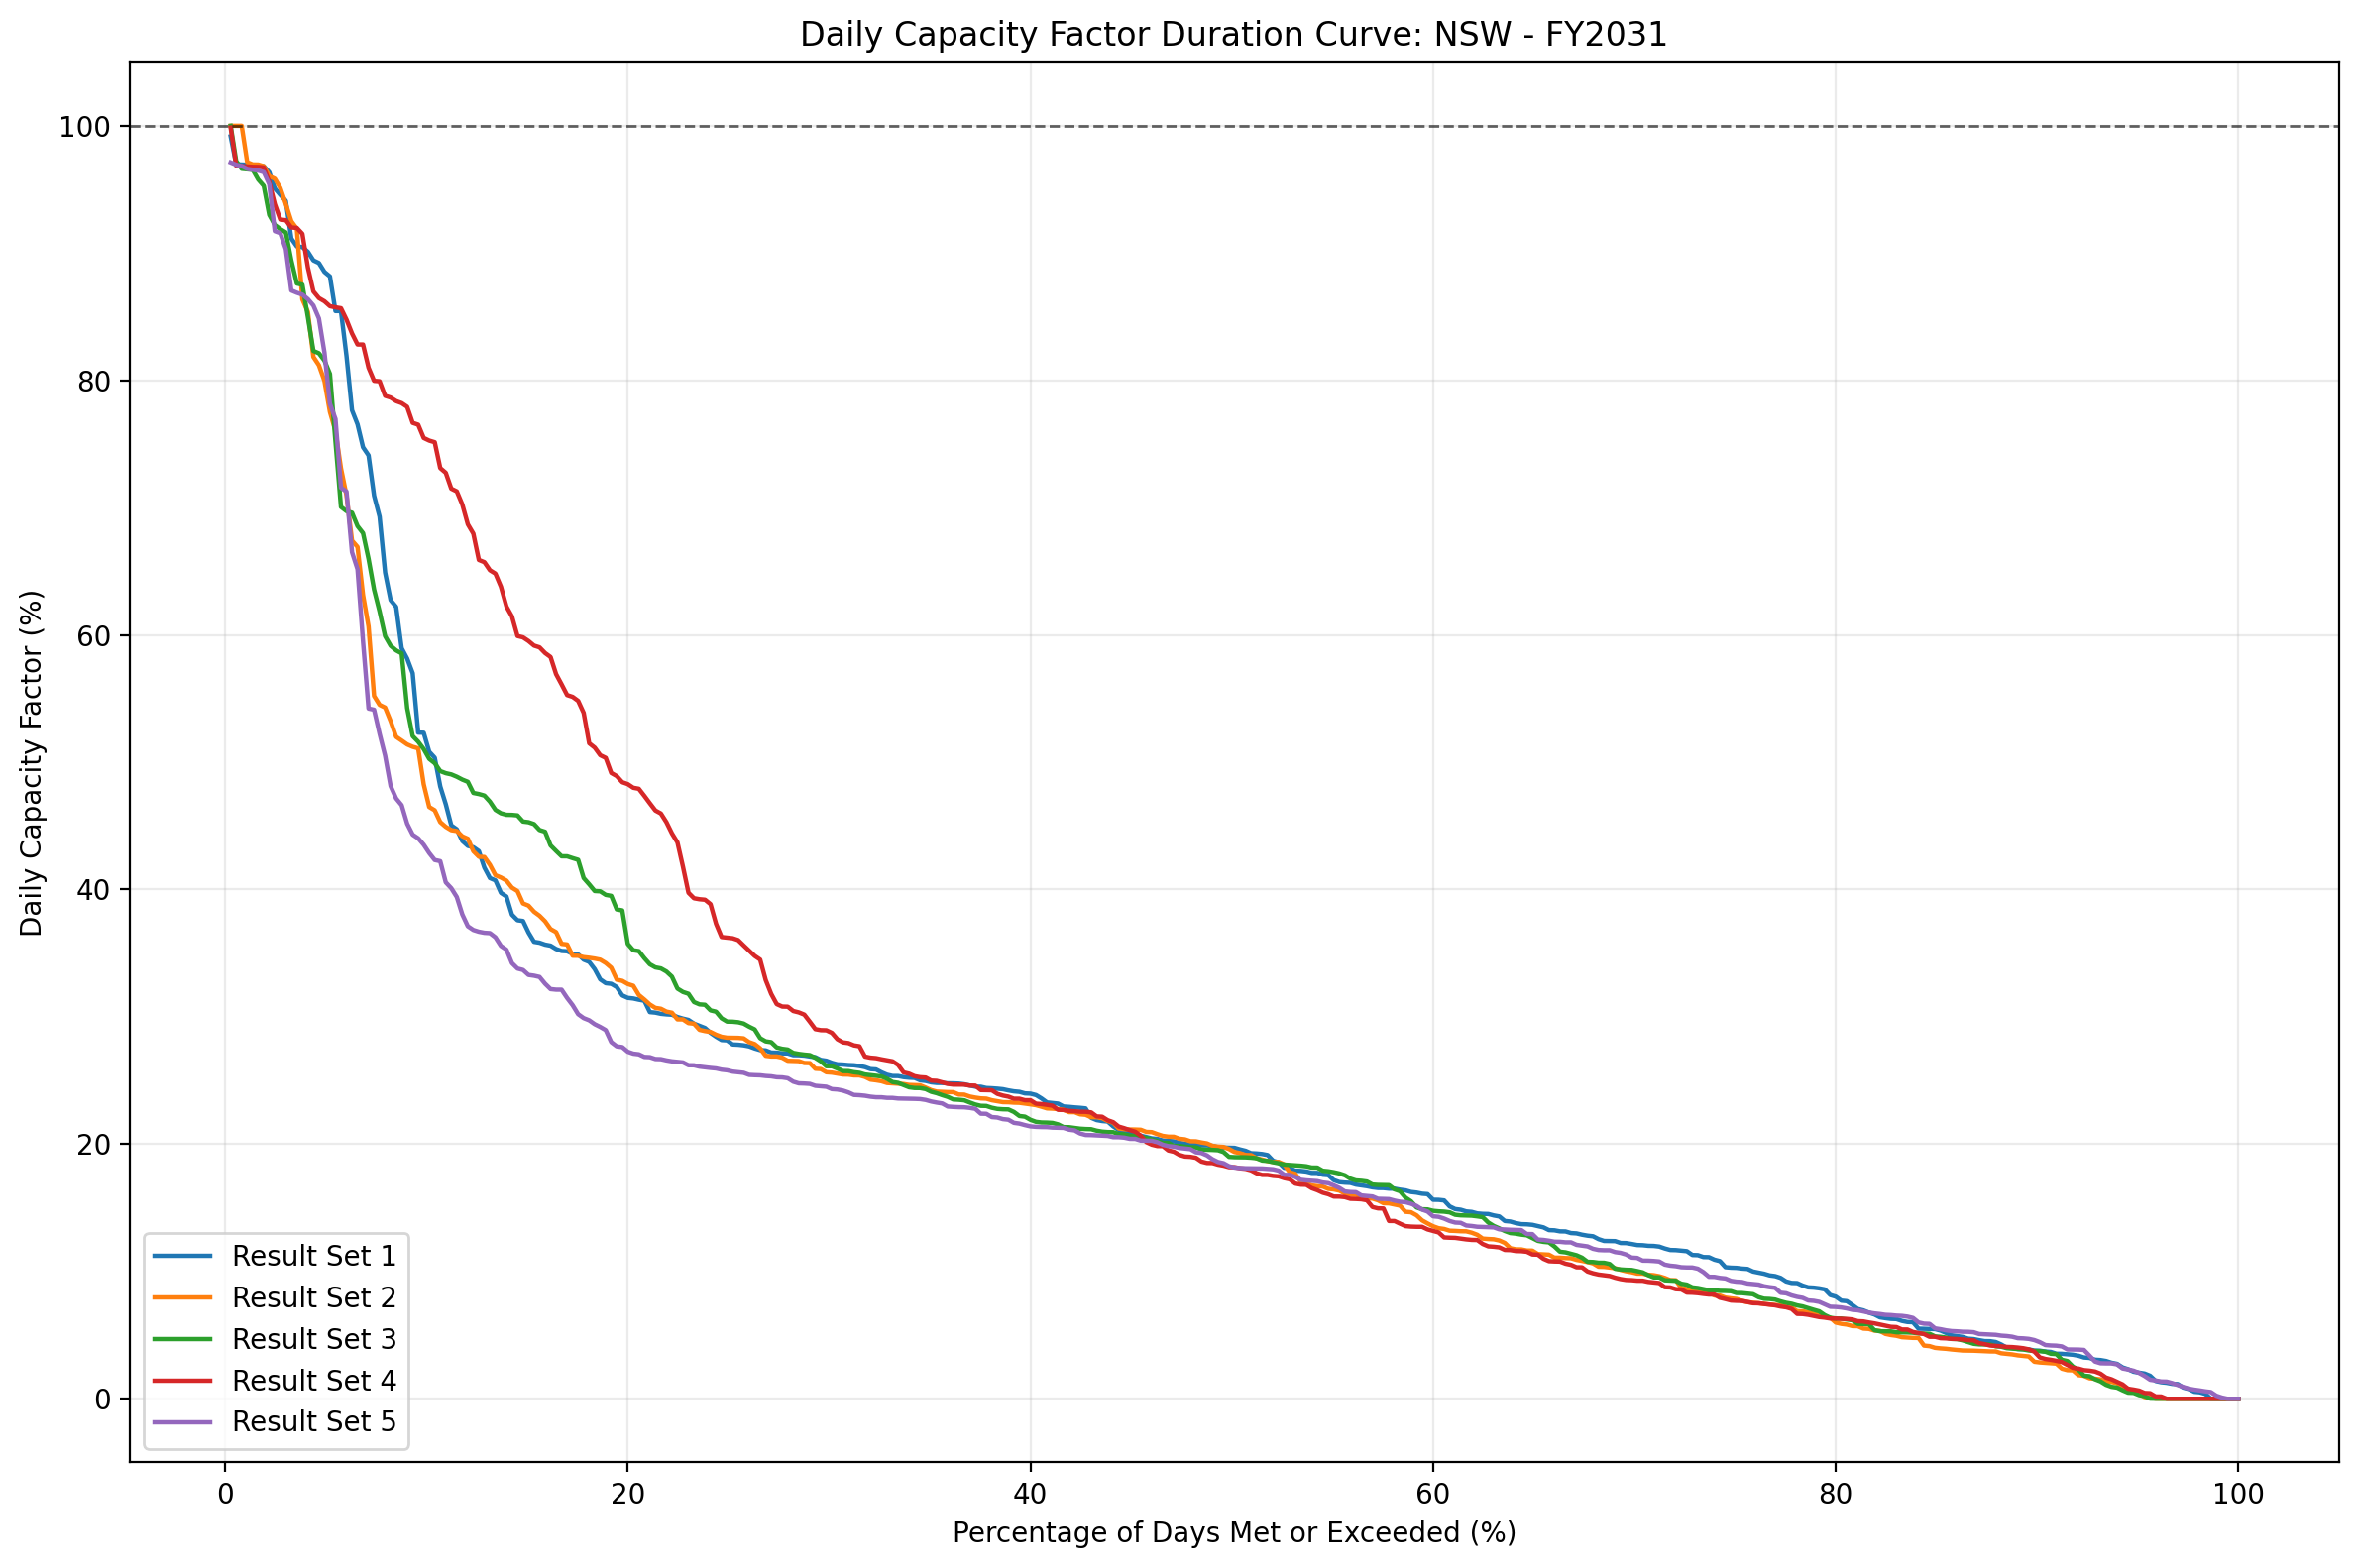 Daily Capacity Factor Duration Curve: NSW - FY2031
Daily Capacity Factor (%)
100
80
60
40
20
0
Result Set 1
Result Set 2
Result Set 3
Result Set 4
Result Set 5
0 20 40 60 80 100
Percentage of Days Met or Exceeded (%)